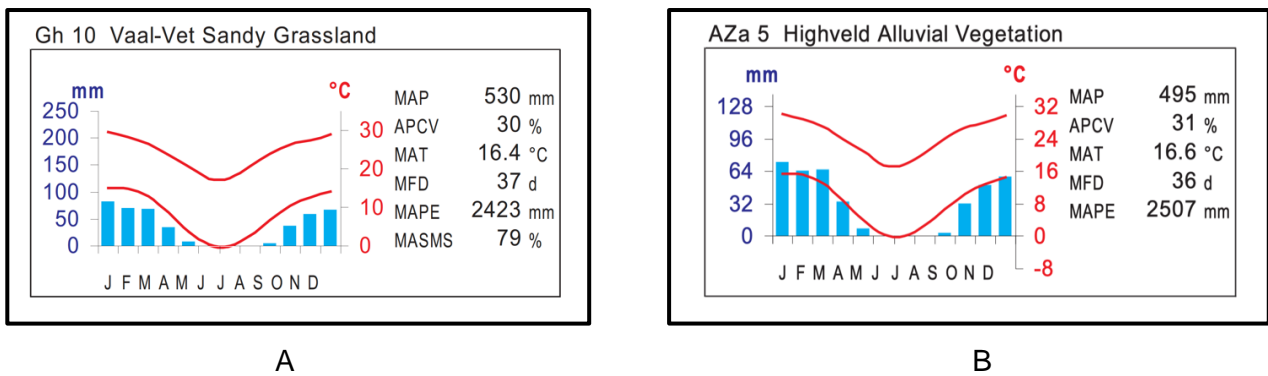 Gh 10 Vaal-Vet Sandy Grassland
mm
°C
250
200
150
100
50
0
30
20
10
0
J F M A M J J A S O N D
MAP 530 mm
APCV 30 %
MAT 16.4 °C
MFD 37 d
MAPE 2423 mm
MASMS 79 %
A
AZa 5 Highveld Alluvial Vegetation
mm
°C
128
96
64
32
0
32
24
16
8
0
-8
J F M A M J J A S O N D
MAP 495 mm
APCV 31 %
MAT 16.6 °C
MFD 36 d
MAPE 2507 mm
B